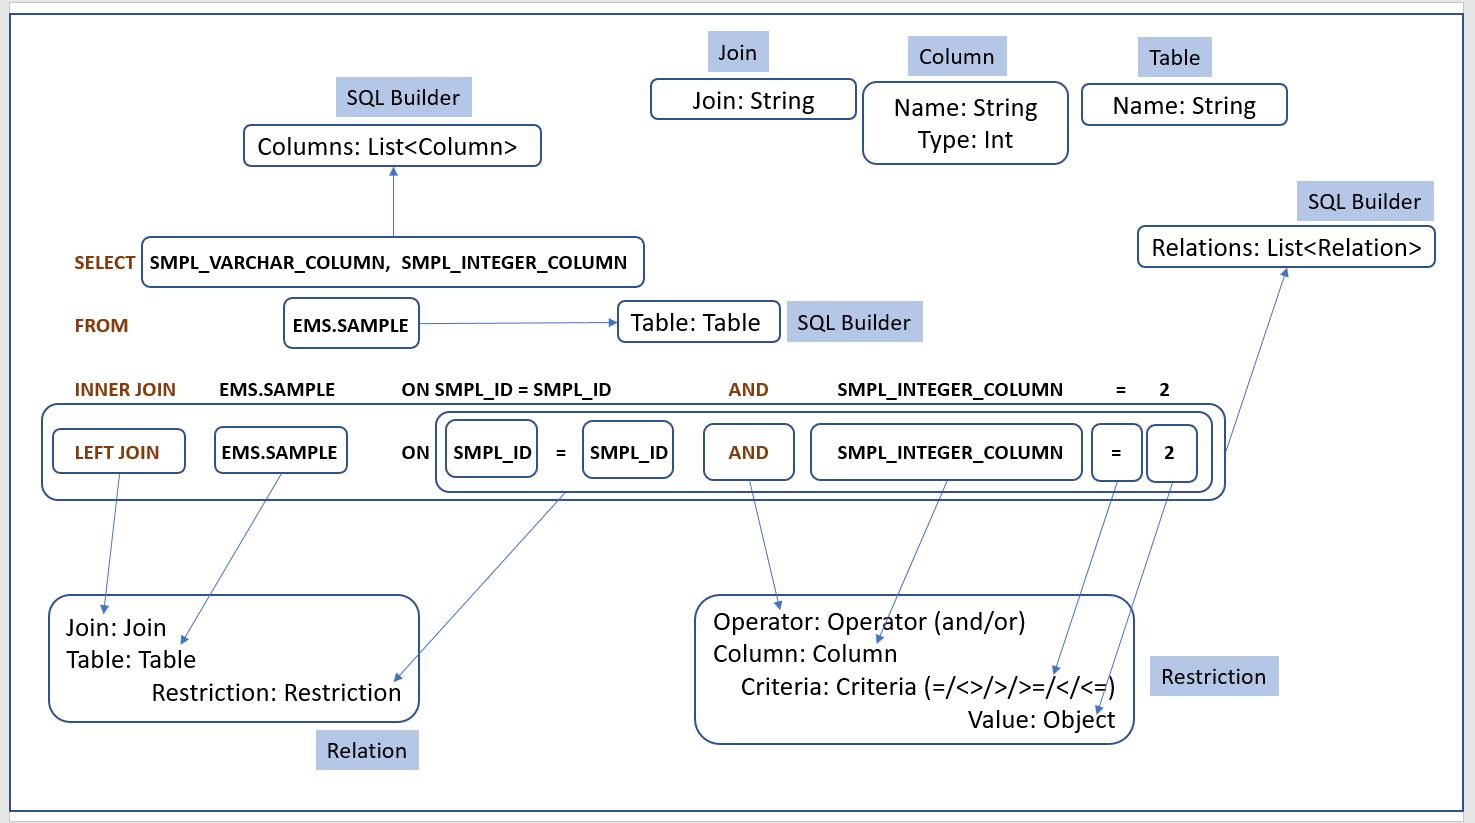 Join
Join: String
Column
Name: String
Type: Int
Table
Name: String
SQL Builder
Columns: List<Column>
SQL Builder
Relations: List<Relation>
SELECT SMPL_VARCHAR_COLUMN, SMPL_INTEGER_COLUMN
FROM EMS.SAMPLE
Table: Table
SQL Builder
INNER JOIN EMS.SAMPLE ON SMPL_ID = SMPL_ID AND SMPL_INTEGER_COLUMN = 2
LEFT JOIN EMS.SAMPLE ON SMPL_ID = SMPL_ID AND SMPL_INTEGER_COLUMN = 2
Join: Join
Table: Table
Restriction: Restriction
Relation
Operator: Operator (and/or)
Column: Column
Criteria: Criteria (=/<>/>/>=/</<=)
Value: Object
Restriction